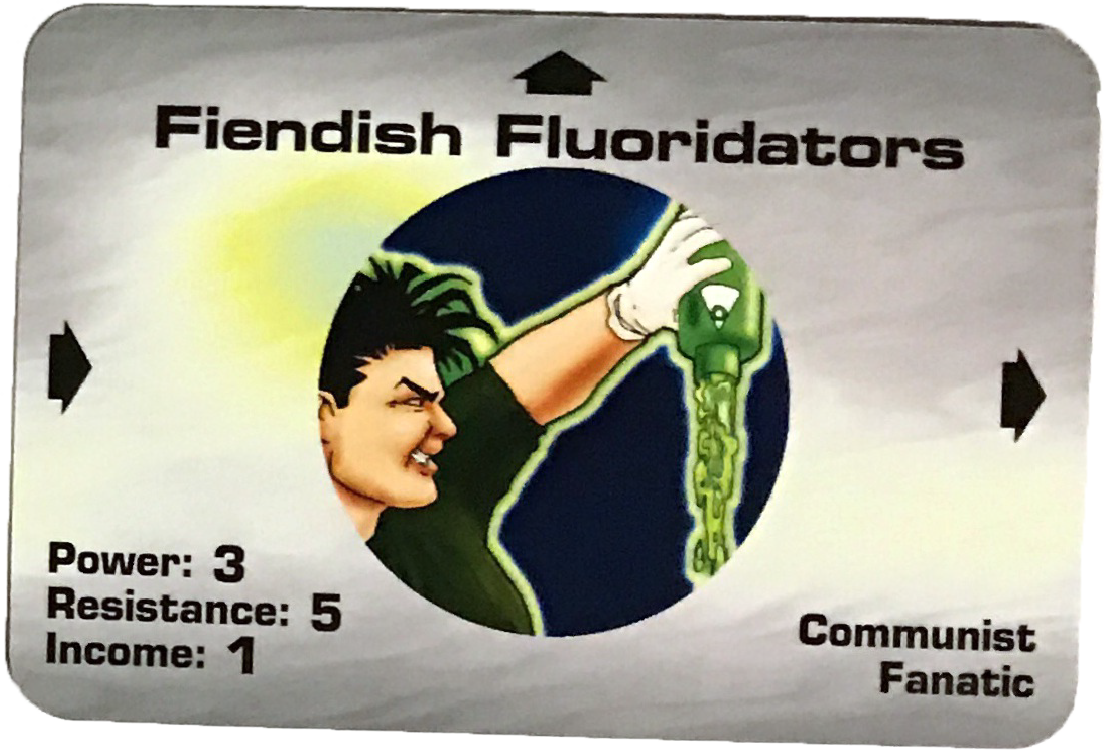 Fiendish Fluoridators
Power: 3
Resistance: 5
Income: 1
Communist
Fanatic